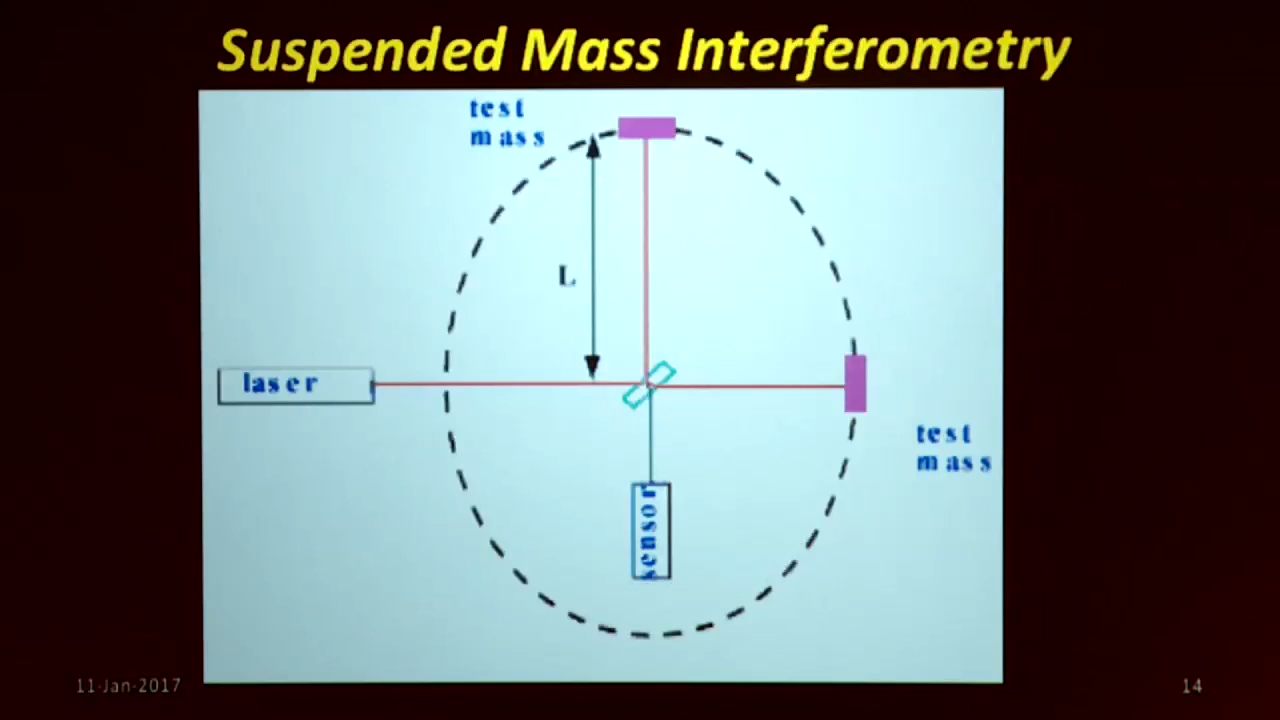 Suspended Mass Interferometry
test
mass
L
laser
test
mass
sensor
11-Jan-2017
14